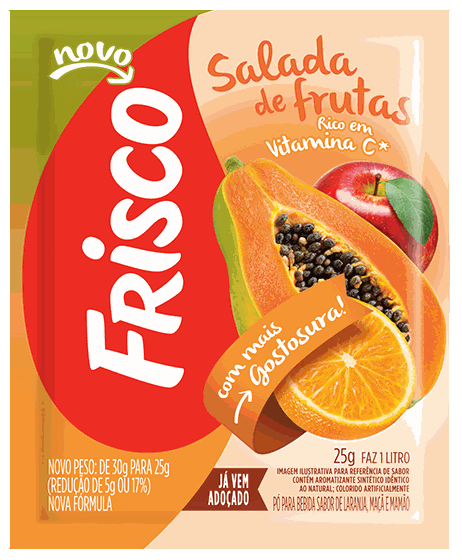 novo
FRISCO
Salada
de frutas
Rico em
Vitamina C*
com mais
Gostosura!
NOVO PESO: DE 30g PARA 25g
(REDUÇÃO DE 5g OU 17%)
NOVA FÓRMULA
JÁ VEM
ADOÇADO
25g FAZ 1 LITRO
IMAGEM ILUSTRATIVA PARA REFERÊNCIA DE SABOR
CONTÉM AROMATIZANTE SINTÉTICO IDÊNTICO
AO NATURAL; COLORIDO ARTIFICIALMENTE
PÓ PARA BEBIDA SABOR DE LARANJA, MAÇÃ E MAMÃO